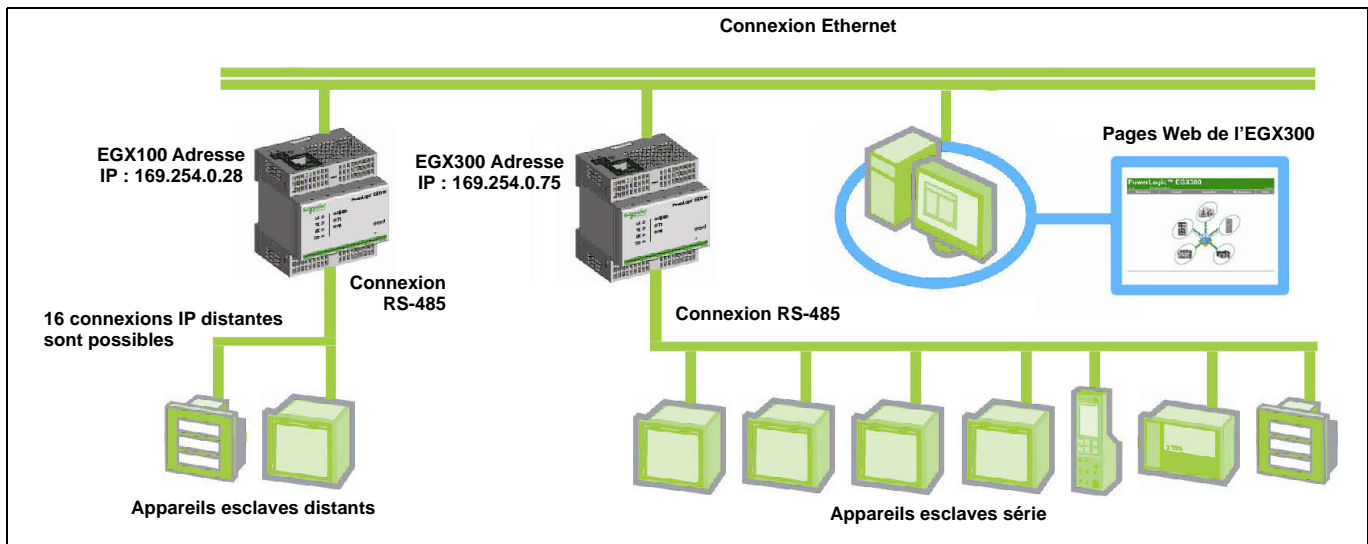 Connexion Ethernet
EGX100 Adresse
IP : 169.254.0.28
EGX300 Adresse
IP : 169.254.0.75
Pages Web de l’EGX300
PowerLogic™ EGX300
Connexion
RS-485
16 connexions IP distantes
sont possibles
Connexion RS-485
Appareils esclaves distants
Appareils esclaves série